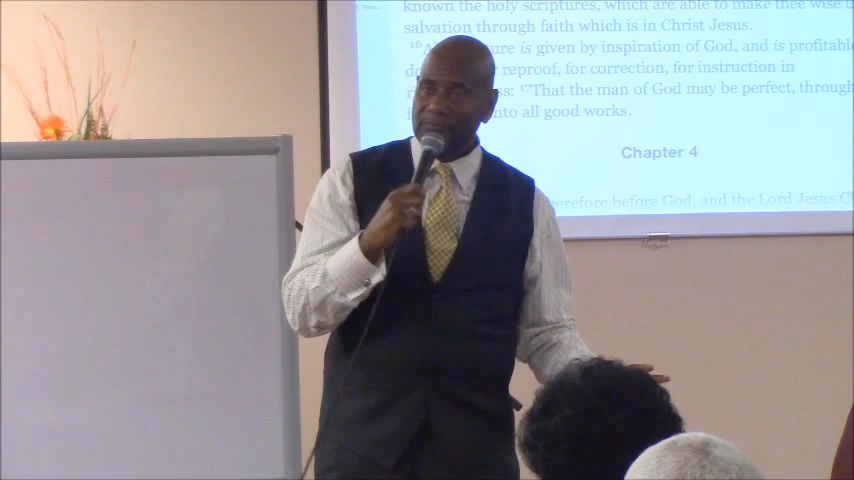 known the holy scriptures, which are able to make thee wise
salvation through faith which is in Christ Jesus.
16 is given by inspiration of God, and is profitable
reproof, for correction, for instruction in
17That the man of God may be perfect, through
all good works.
Chapter 4
before God, and the Lord Jesus